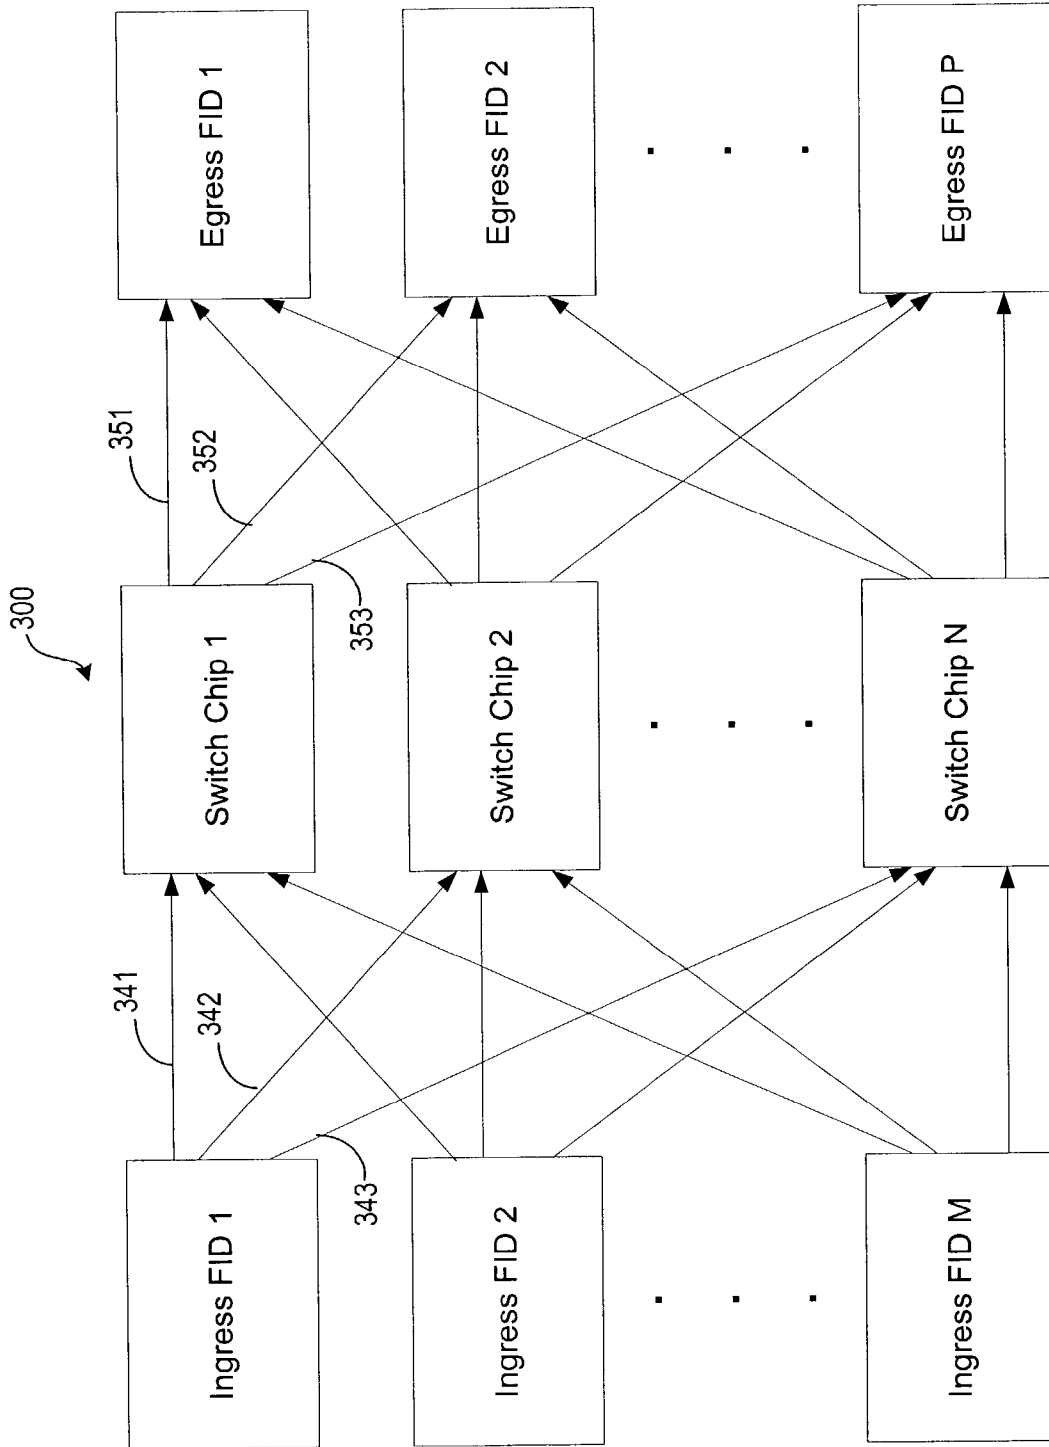 300
Ingress FID 1
Switch Chip 1
Egress FID 1
341
342
343
351
352
353
Ingress FID 2
Switch Chip 2
Egress FID 2
Ingress FID M
Switch Chip N
Egress FID P